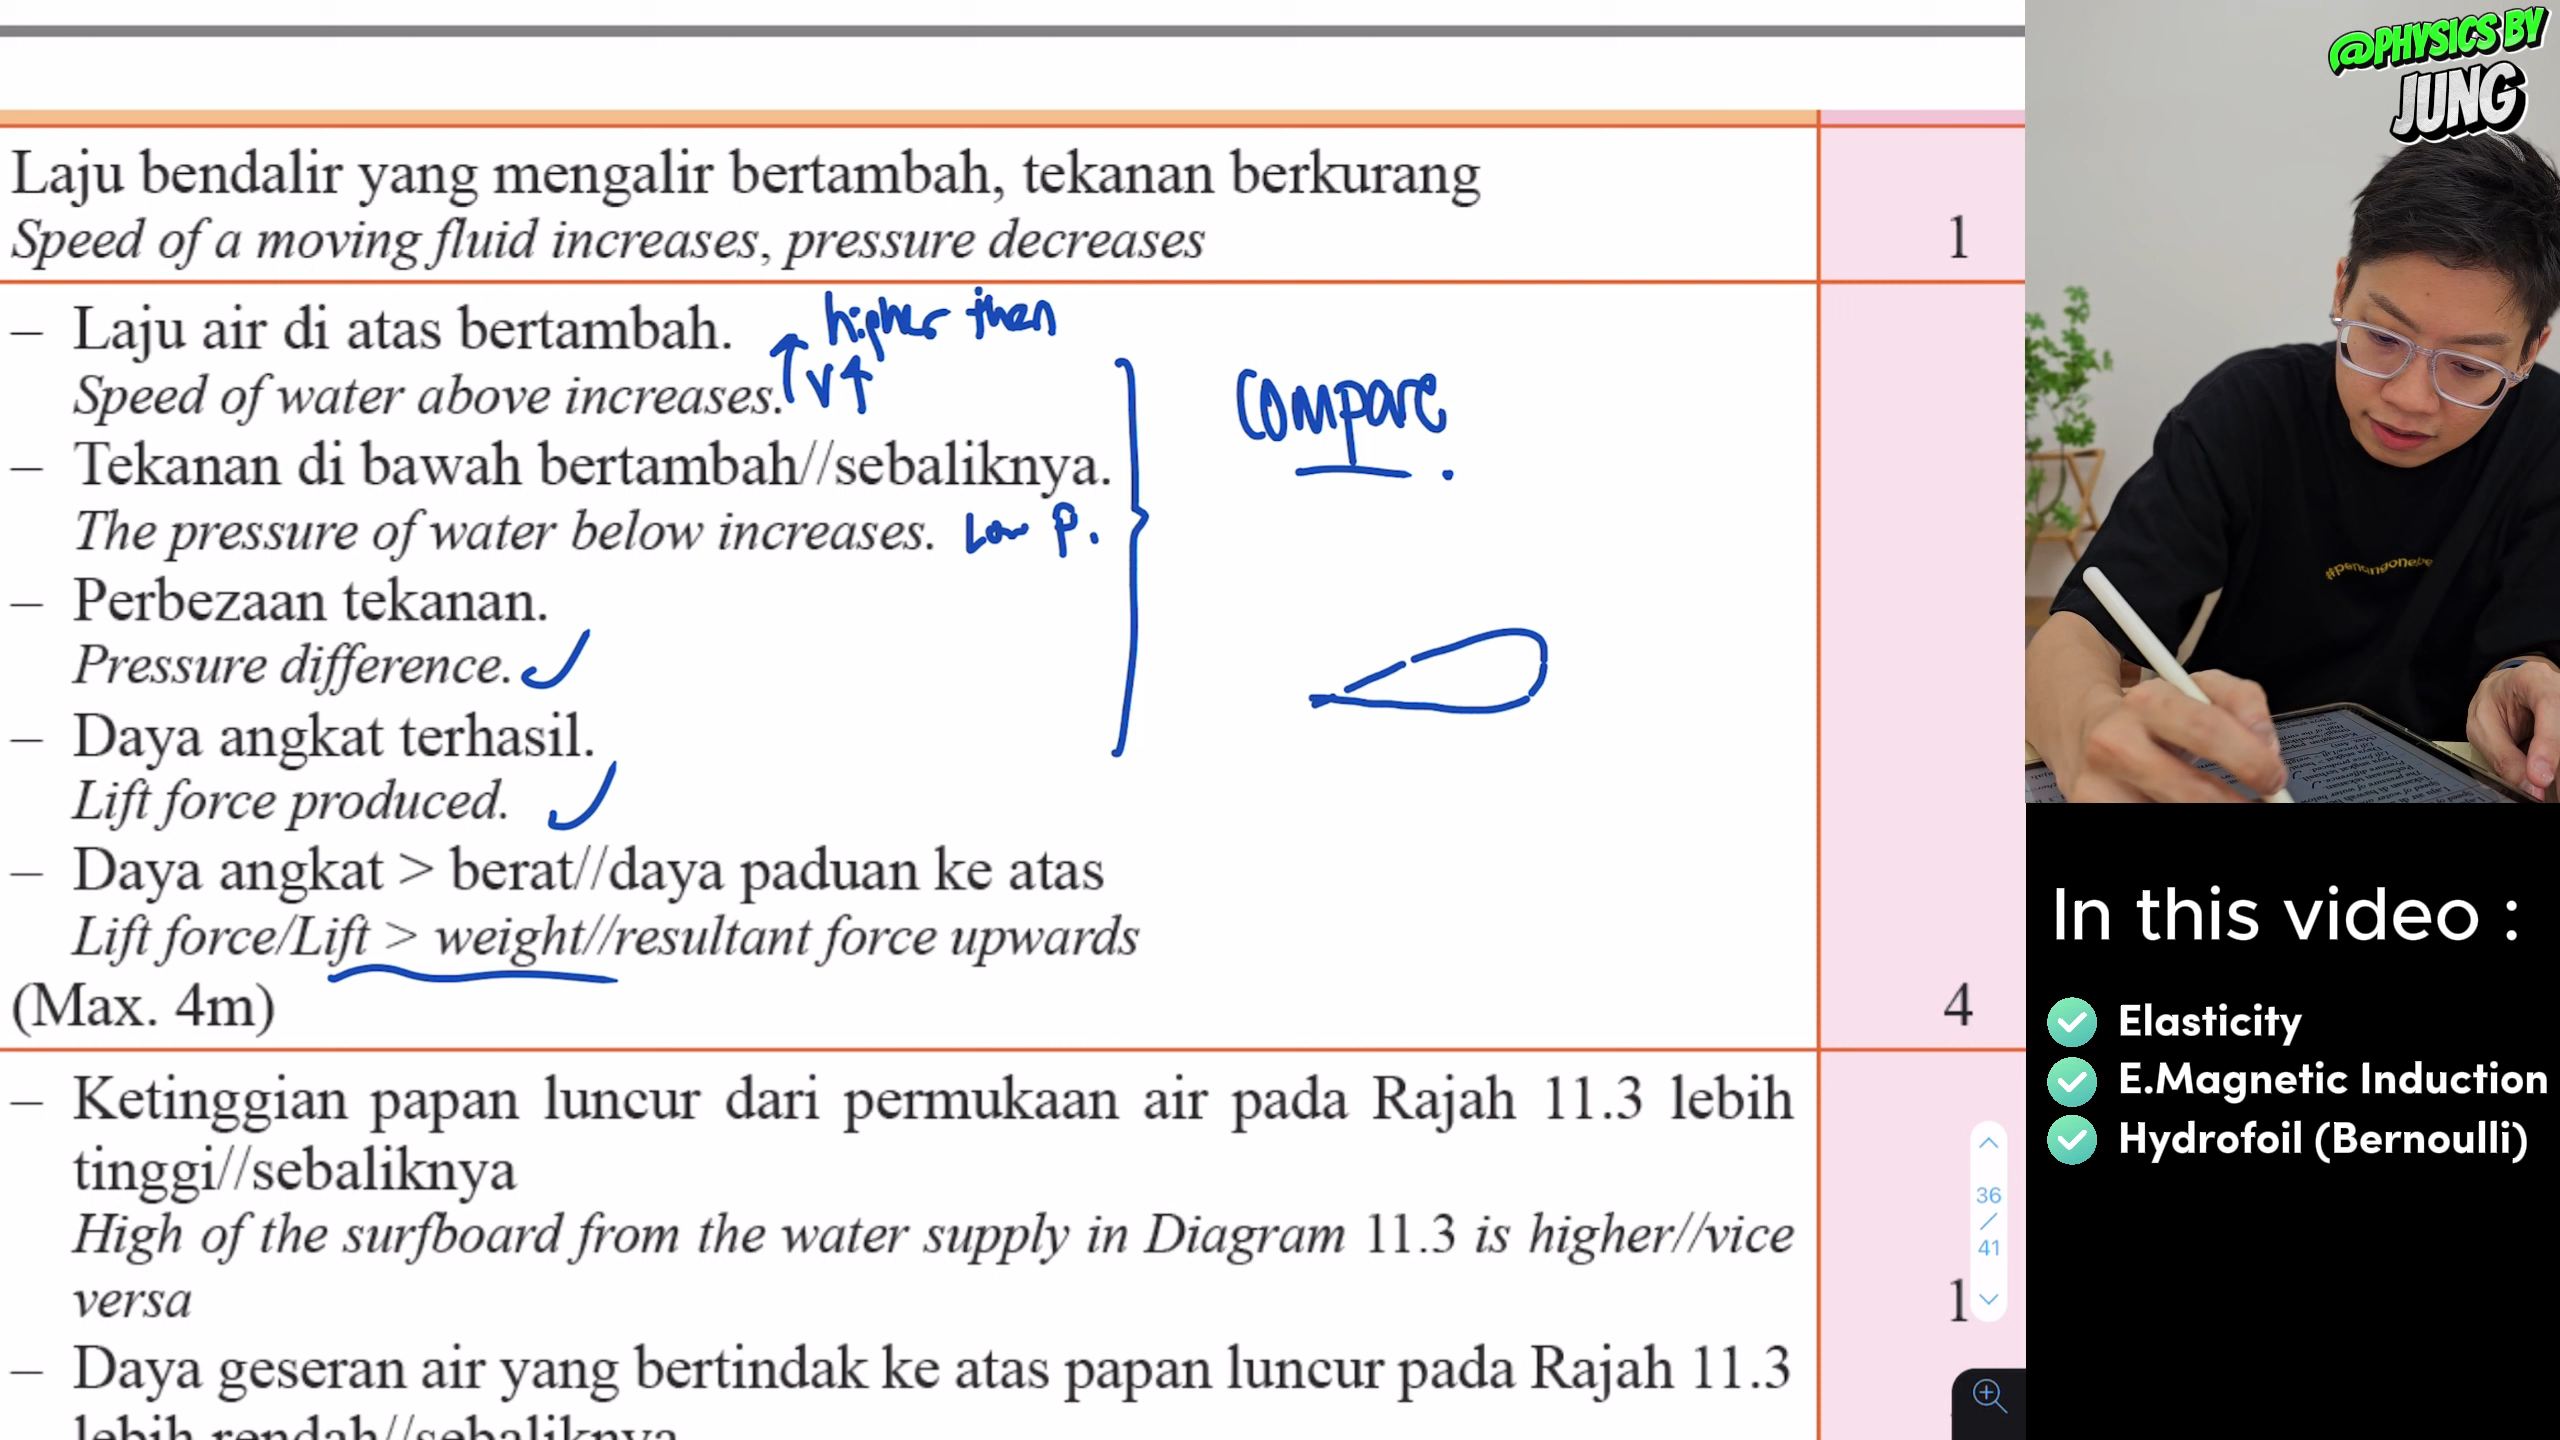 @PHYSICS BY
JUNG
Laju bendalir yang mengalir bertambah, tekanan berkurang
Speed of a moving fluid increases, pressure decreases
1
– Laju air di atas bertambah.
higher then
Speed of water above increases.
V↑
compare.
– Tekanan di bawah bertambah//sebaliknya.
The pressure of water below increases.
Low P.
– Perbezaan tekanan.
Pressure difference.
– Daya angkat terhasil.
Lift force produced.
– Daya angkat > berat//daya paduan ke atas
Lift force/Lift > weight//resultant force upwards
(Max. 4m)
4
– Ketinggian papan luncur dari permukaan air pada Rajah 11.3 lebih
tinggi//sebaliknya
High of the surfboard from the water supply in Diagram 11.3 is higher//vice
versa
1
– Daya geseran air yang bertindak ke atas papan luncur pada Rajah 11.3
lebih rendah//sebaliknya
36
/
41
In this video :
Elasticity
E.Magnetic Induction
Hydrofoil (Bernoulli)